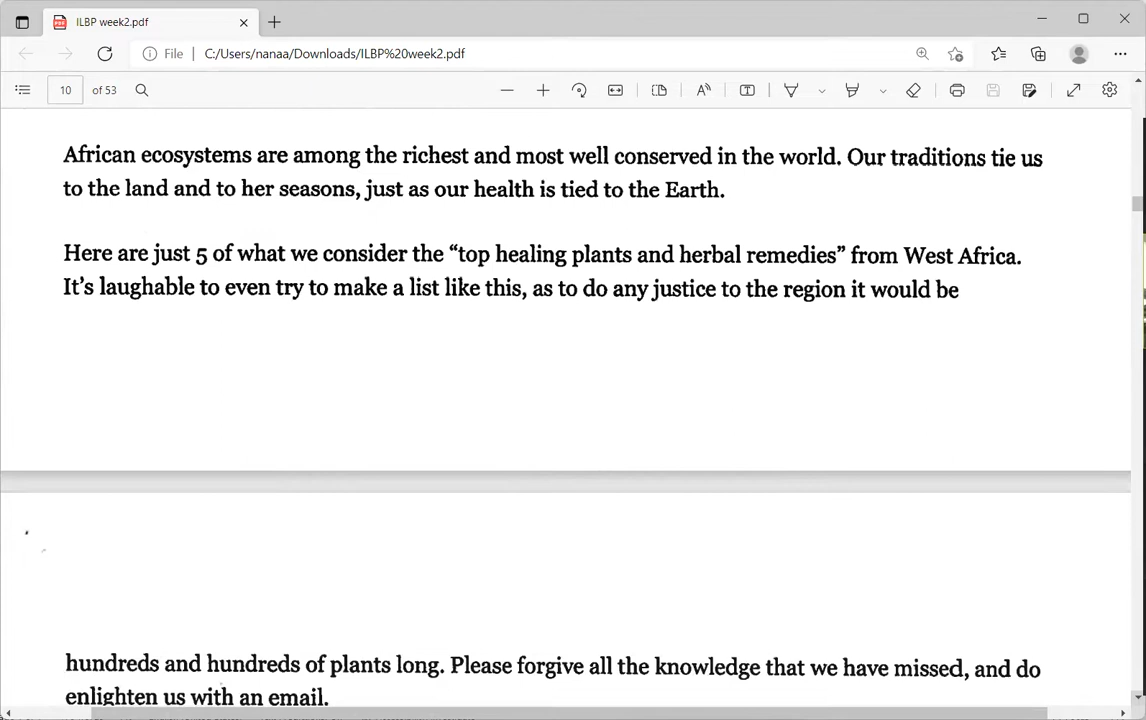 ILBP week2.pdf
File
C:/Users/nanaa/Downloads/ILBP%20week2.pdf
10 of 53
African ecosystems are among the richest and most well conserved in the world. Our traditions tie us
to the land and to her seasons, just as our health is tied to the Earth.
Here are just 5 of what we consider the “top healing plants and herbal remedies” from West Africa.
It’s laughable to even try to make a list like this, as to do any justice to the region it would be
hundreds and hundreds of plants long. Please forgive all the knowledge that we have missed, and do
enlighten us with an email.